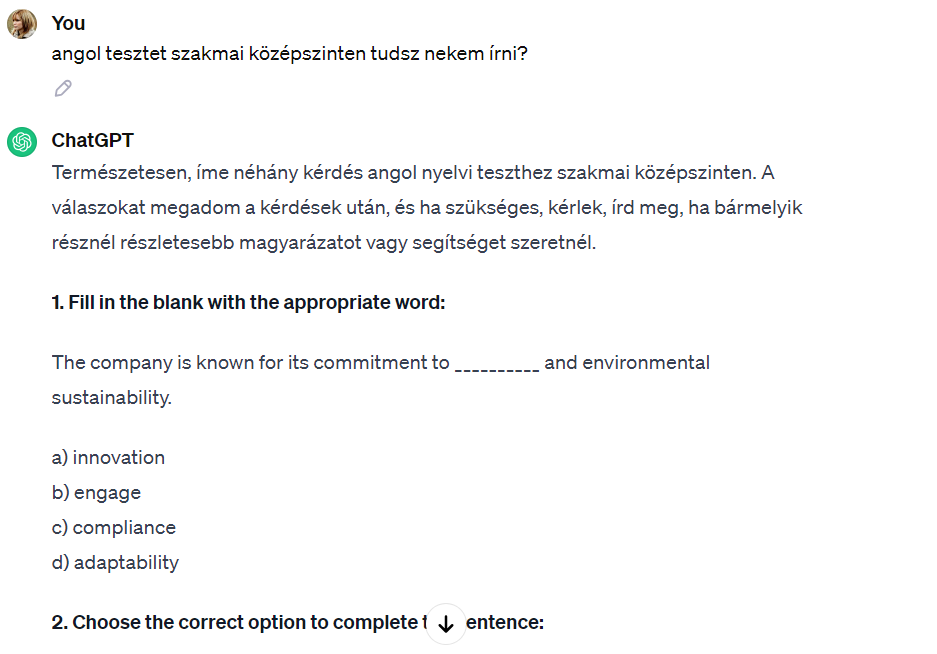 You
angol tesztet szakmai középszinten tudsz nekem írni?
ChatGPT
Természetesen, íme néhány kérdés angol nyelvi teszthez szakmai középszinten. A
válaszokat megadom a kérdések után, és ha szükséges, kérlek, írd meg, ha bármelyik
résznél részletesebb magyarázatot vagy segítséget szeretnél.
1. Fill in the blank with the appropriate word:
The company is known for its commitment to __________ and environmental
sustainability.
a) innovation
b) engage
c) compliance
d) adaptability
2. Choose the correct option to complete entence: